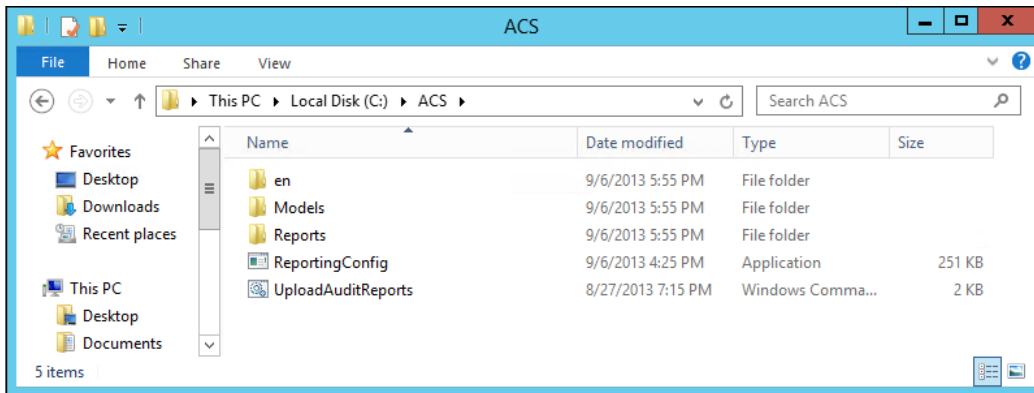 ACS
File Home Share View
This PC Local Disk (C:) ACS Search ACS
Favorites
Desktop
Downloads
Recent places
This PC
Desktop
Documents
Name Date modified Type Size
en 9/6/2013 5:55 PM File folder
Models 9/6/2013 5:55 PM File folder
Reports 9/6/2013 5:55 PM File folder
ReportingConfig 9/6/2013 4:25 PM Application 251 KB
UploadAuditReports 8/27/2013 7:15 PM Windows Comma... 2 KB
5 items